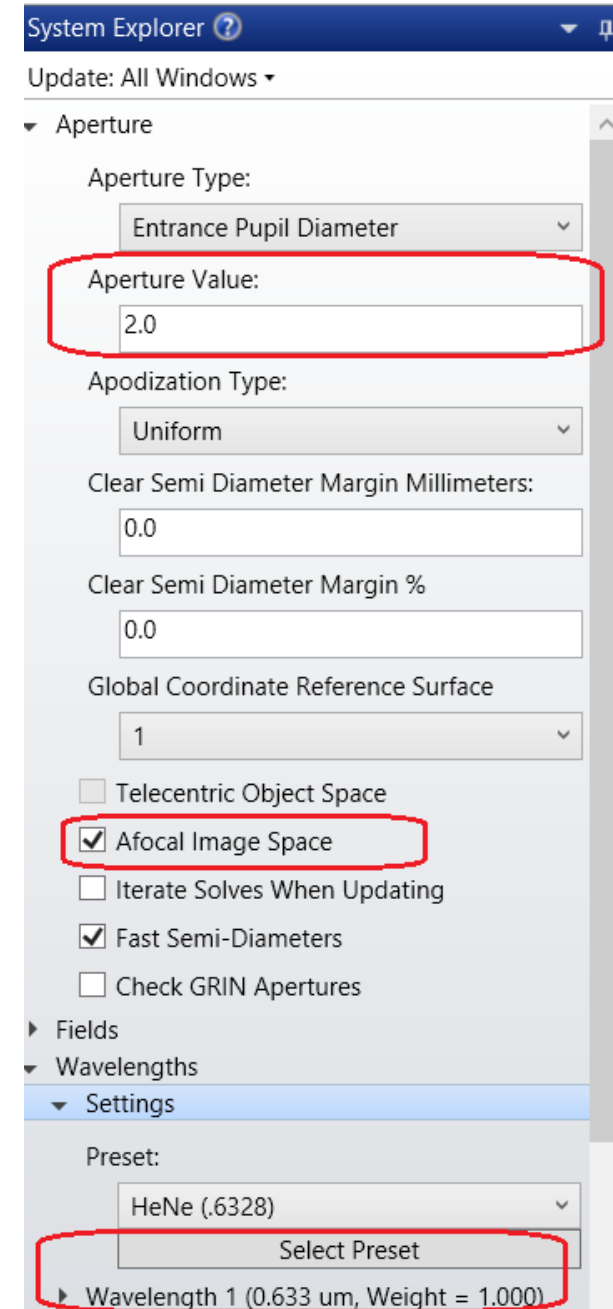 System Explorer ?
Update: All Windows
Aperture
Aperture Type:
Entrance Pupil Diameter
Aperture Value:
2.0
Apodization Type:
Uniform
Clear Semi Diameter Margin Millimeters:
0.0
Clear Semi Diameter Margin %
0.0
Global Coordinate Reference Surface
1
Telecentric Object Space
Afocal Image Space
Iterate Solves When Updating
Fast Semi-Diameters
Check GRIN Apertures
Fields
Wavelengths
Settings
Preset:
HeNe (.6328)
Select Preset
Wavelength 1 (0.633 um, Weight = 1.000)